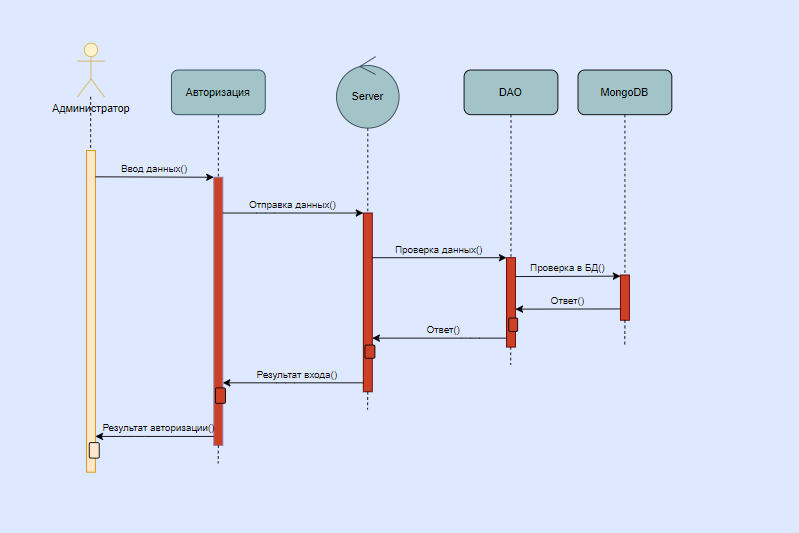 Администратор
Авторизация
Server
DAO
MongoDB
Ввод данных()
Отправка данных()
Проверка данных()
Проверка в БД()
Ответ()
Ответ()
Результат входа()
Результат авторизации()